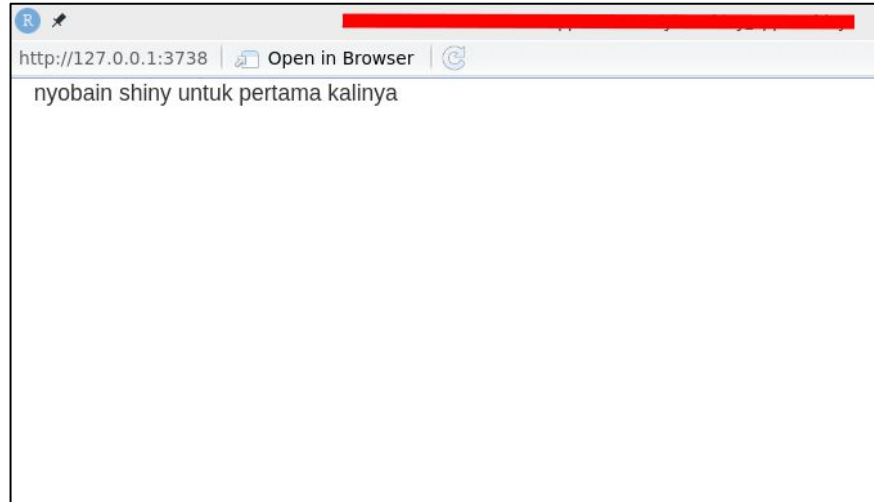 R
http://127.0.0.1:3738 Open in Browser
nyobain shiny untuk pertama kalinya